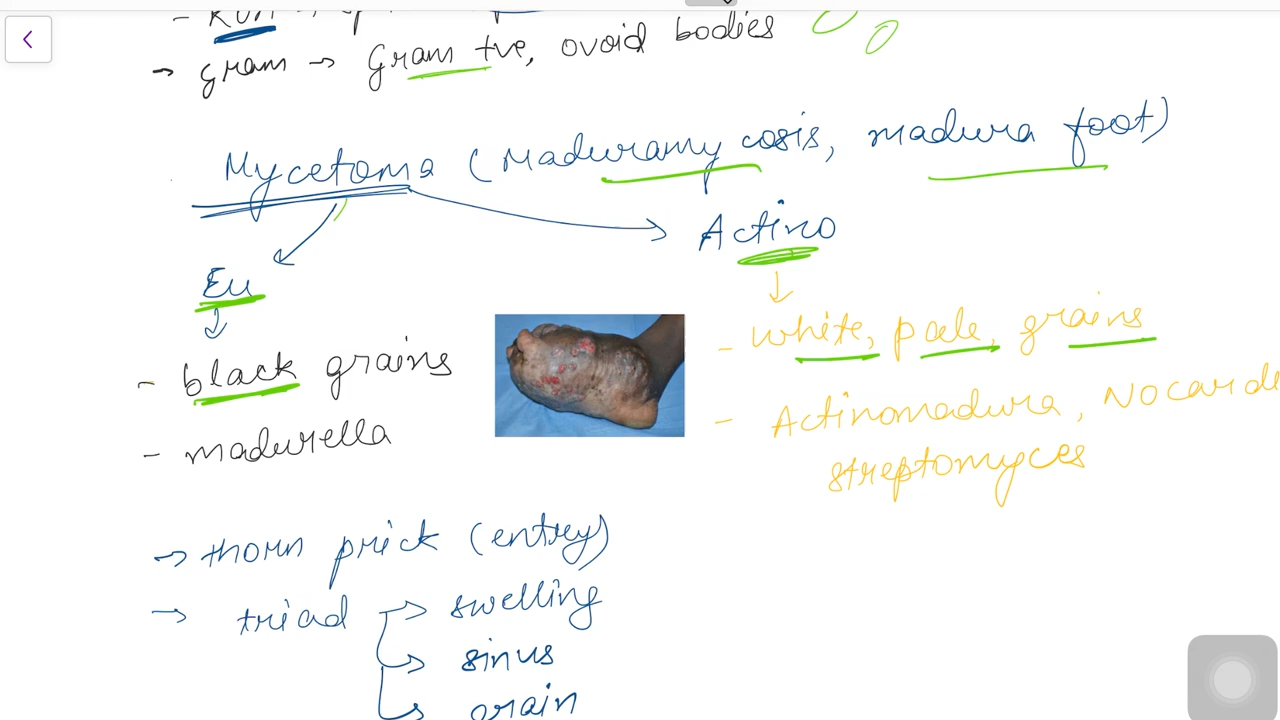 → gram → Gram +ve, ovoid bodies
Mycetoma (Maduramycosis, madura foot)
Eu
Actino
- black grains
- madurella
- white, pale, grains
- Actinomadura, Nocard
streptomyces
→ thorn prick (entry)
→ triad → swelling
→ sinus
→ grain